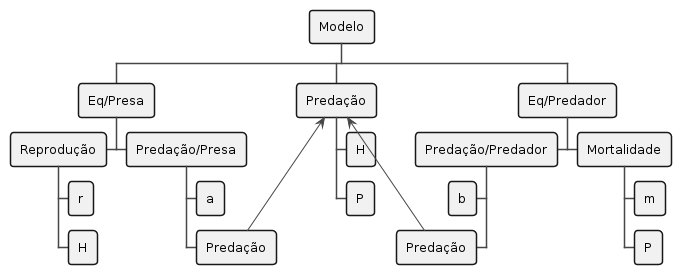 Modelo
Eq/Presa
Predação
Eq/Predador
Reprodução
Predação/Presa
H
Predação/Predador
Mortalidade
r
a
P
b
m
H
Predação
Predação
P